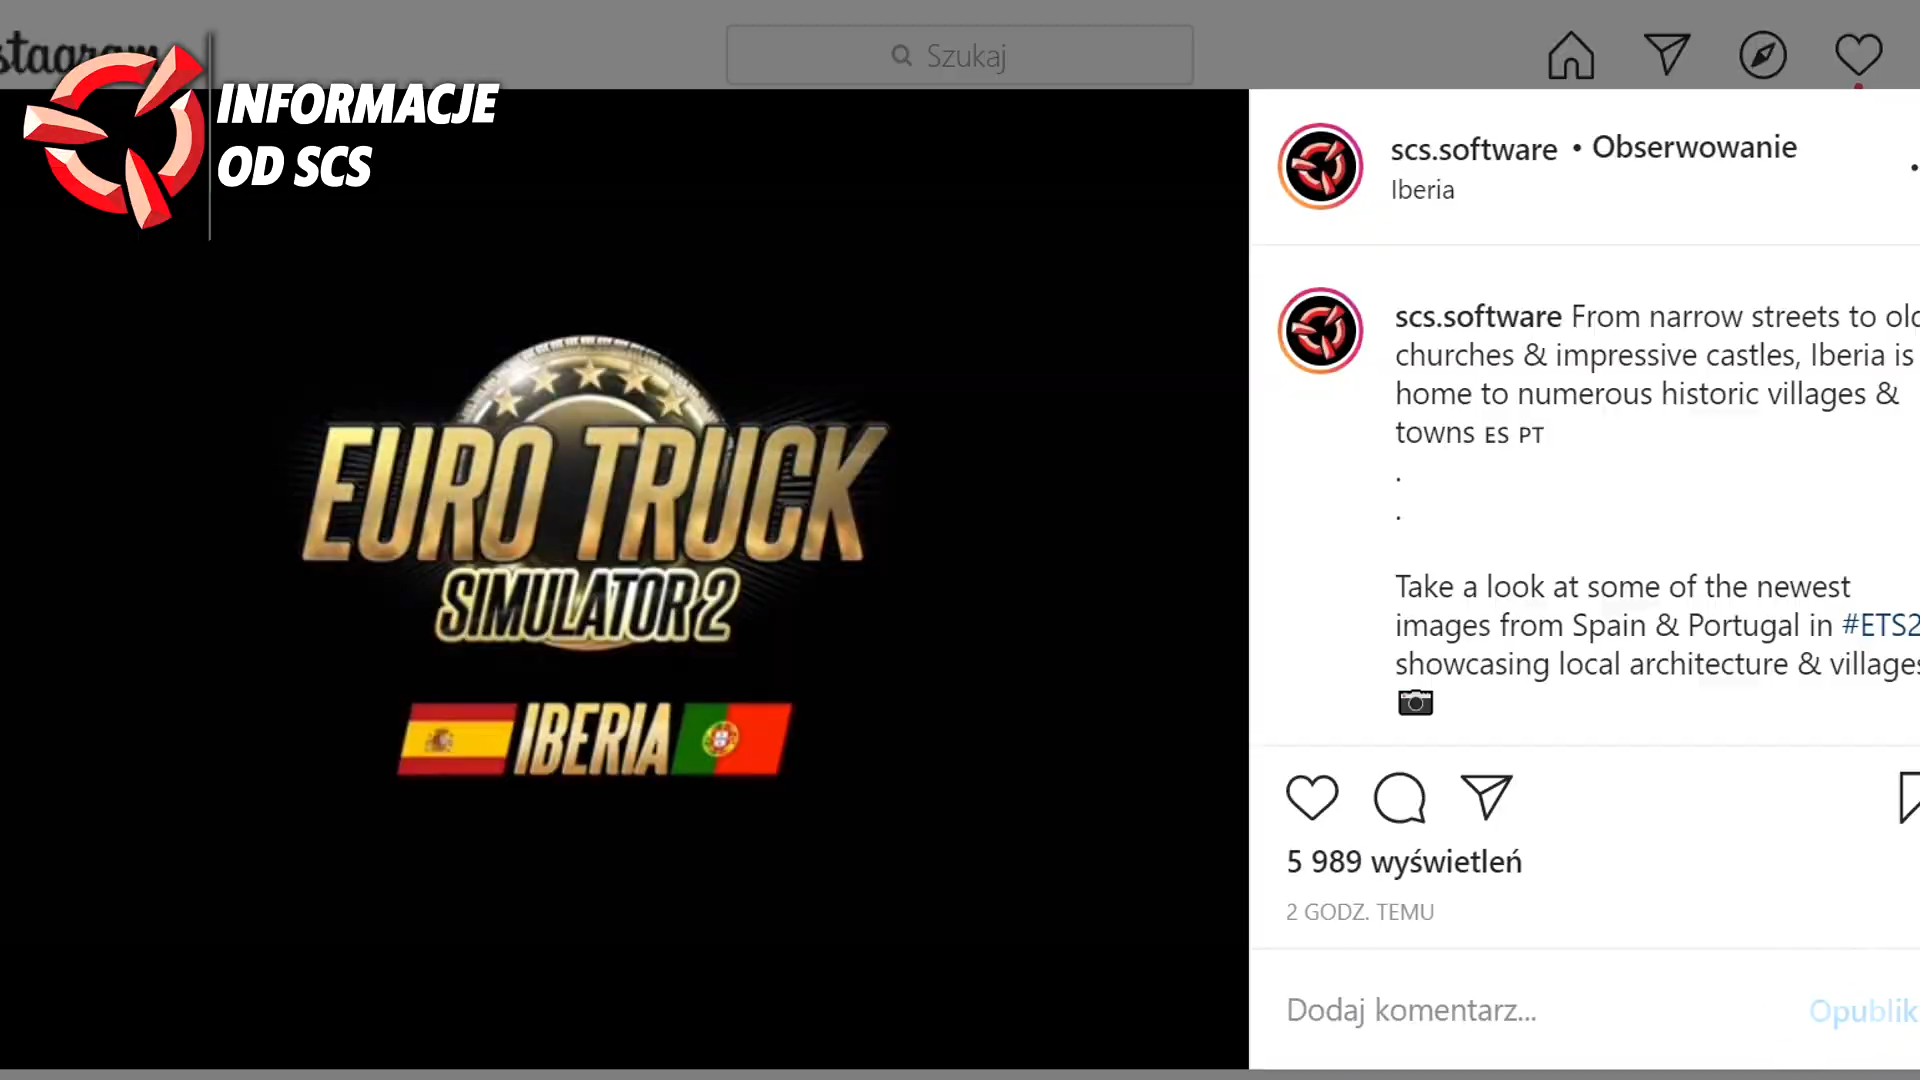 Szukaj
INFORMACJE
OD SCS
EURO TRUCK
SIMULATOR 2
IBERIA
scs.software • Obserwowanie
Iberia
scs.software From narrow streets to old
churches & impressive castles, Iberia is
home to numerous historic villages &
towns ES PT
.
.
Take a look at some of the newest
images from Spain & Portugal in #ETS2
showcasing local architecture & villages
5 989 wyświetleń
2 GODZ. TEMU
Dodaj komentarz...
Opublik